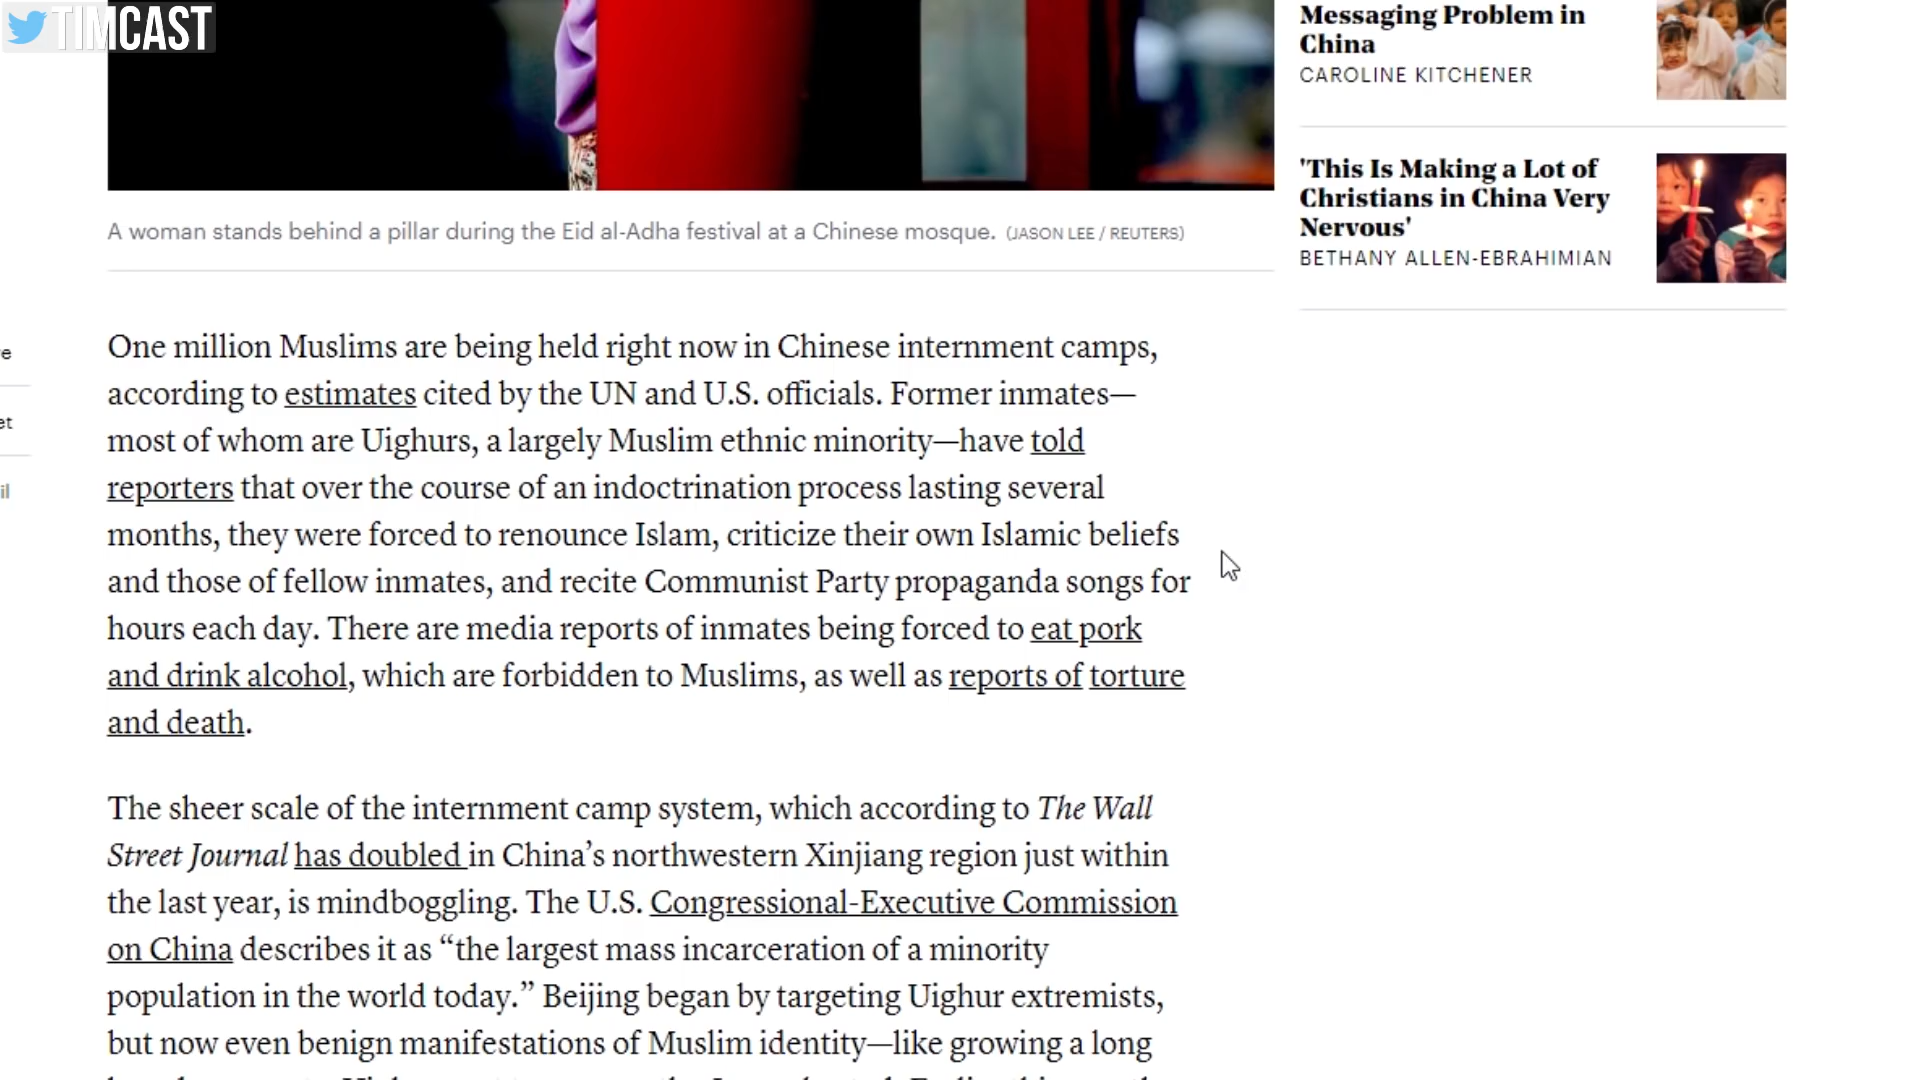 TIMCAST
Messaging Problem in
China
CAROLINE KITCHENER
'This Is Making a Lot of
Christians in China Very
Nervous'
BETHANY ALLEN-EBRAHIMIAN
A woman stands behind a pillar during the Eid al-Adha festival at a Chinese mosque. (JASON LEE / REUTERS)
One million Muslims are being held right now in Chinese internment camps,
according to estimates cited by the UN and U.S. officials. Former inmates—
most of whom are Uighurs, a largely Muslim ethnic minority—have told
reporters that over the course of an indoctrination process lasting several
months, they were forced to renounce Islam, criticize their own Islamic beliefs
and those of fellow inmates, and recite Communist Party propaganda songs for
hours each day. There are media reports of inmates being forced to eat pork
and drink alcohol, which are forbidden to Muslims, as well as reports of torture
and death.
The sheer scale of the internment camp system, which according to The Wall
Street Journal has doubled in China’s northwestern Xinjiang region just within
the last year, is mindboggling. The U.S. Congressional-Executive Commission
on China describes it as “the largest mass incarceration of a minority
population in the world today.” Beijing began by targeting Uighur extremists,
but now even benign manifestations of Muslim identity—like growing a long